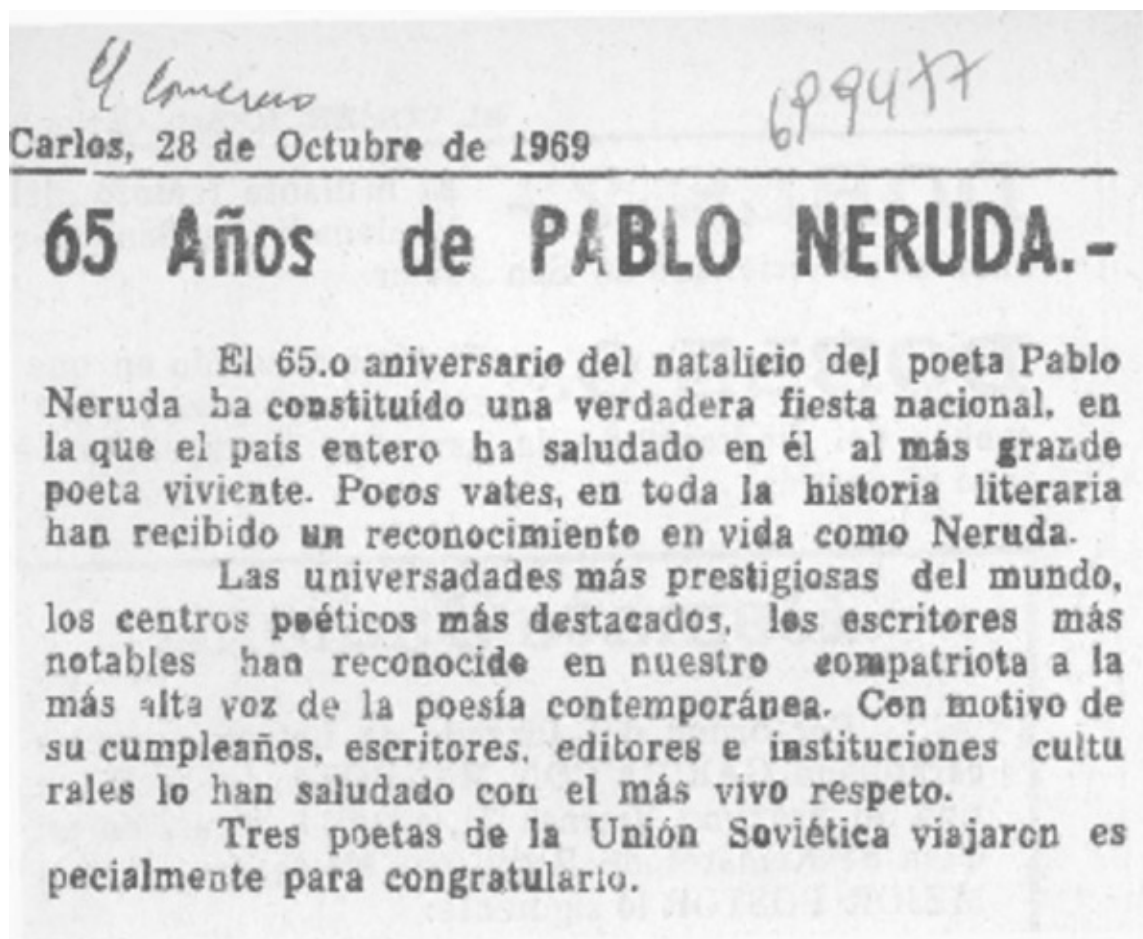 El Comercio
699477
Carlos, 28 de Octubre de 1969
65 Años de PABLO NERUDA.-
El 65.o aniversario del natalicio del poeta Pablo
Neruda ha constituído una verdadera fiesta nacional, en
la que el país entero ha saludado en él al más grande
poeta viviente. Pocos vates, en toda la historia literaria
han recibido un reconocimiento en vida como Neruda.
Las universadades más prestigiosas del mundo,
los centros poéticos más destacados, los escritores más
notables han reconocido en nuestro compatriota a la
más alta voz de la poesía contemporánea. Con motivo de
su cumpleaños, escritores, editores e instituciones cultu
rales lo han saludado con el más vivo respeto.
Tres poetas de la Unión Soviética viajaron es
pecialmente para congratularlo.